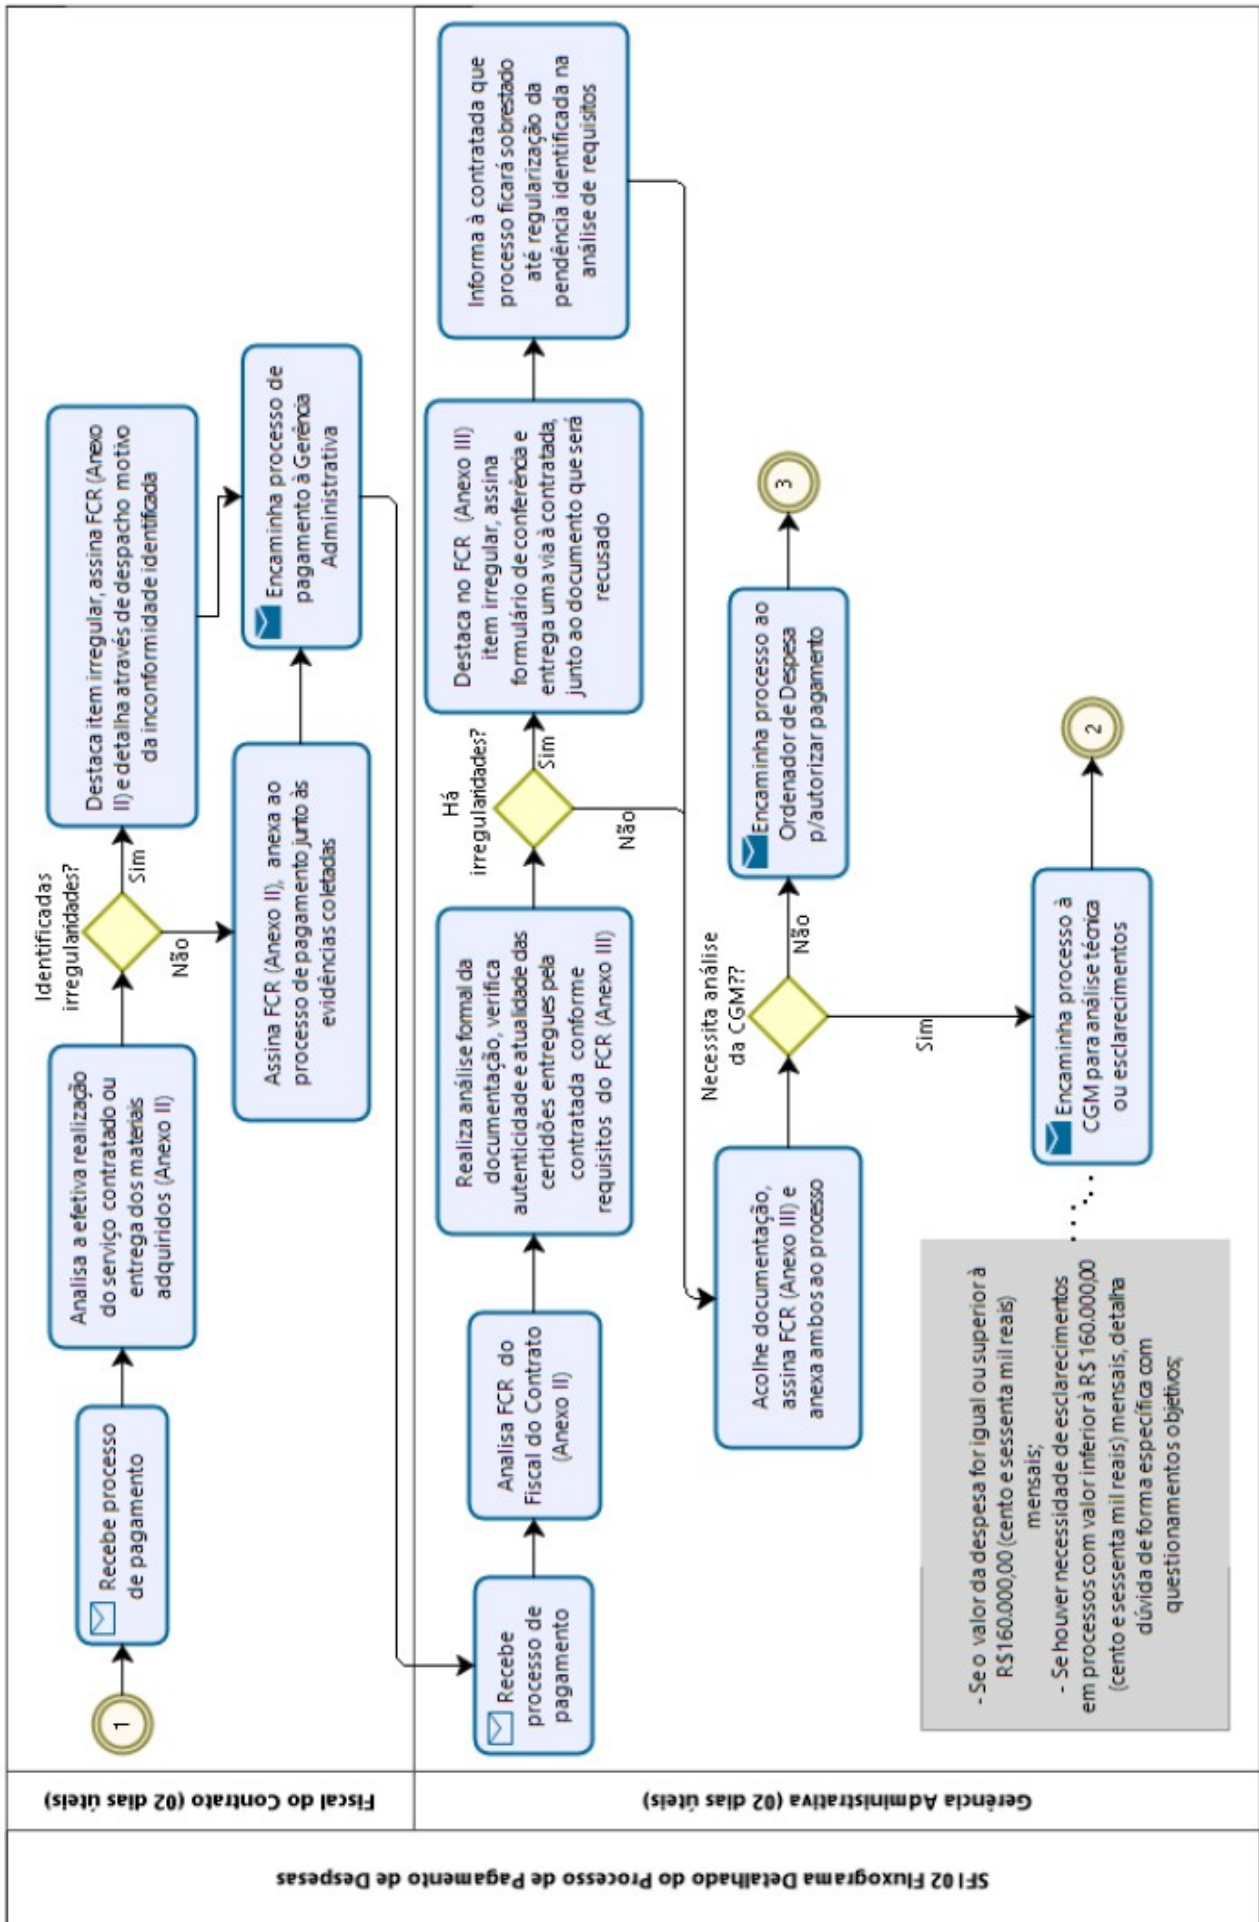 SFI 02 Fluxograma Detalhado do Processo de Pagamento de Despesas
Fiscal do Contrato (02 dias úteis)
1
Recebe processo
de pagamento
Analisa a efetiva realização
do serviço contratado ou
entrega dos materiais
adquiridos (Anexo II)
Identificadas
irregularidades?
Sim
Não
Destaca item irregular, assina FCR (Anexo
II) e detalha através de despacho motivo
da inconformidade identificada
Assina FCR (Anexo II), anexa ao
processo de pagamento junto às
evidências coletadas
Encaminha processo de
pagamento à Gerência
Administrativa
Gerência Administrativa (02 dias úteis)
Recebe
processo de
pagamento
Analisa FCR do
Fiscal do Contrato
(Anexo II)
Realiza análise formal da
documentação, verifica
autenticidade e atualidade das
certidões entregues pela
contratada conforme
requisitos do FCR (Anexo III)
Há
irregularidades?
Sim
Não
Destaca no FCR (Anexo III)
item irregular, assina
formulário de conferência e
entrega uma via à contratada,
junto ao documento que será
recusado
Informa à contratada que
processo ficará sobrestado
até regularização da
pendência identificada na
análise de requisitos
Acolhe documentação,
assina FCR (Anexo III) e
anexa ambos ao processo
Necessita análise
da CGM??
Não
Sim
Encaminha processo ao
Ordenador de Despesa
p/autorizar pagamento
3
Encaminha processo à
CGM para análise técnica
ou esclarecimentos
2
- Se o valor da despesa for igual ou superior à
R$160.000,00 (cento e sessenta mil reais)
mensais;
- Se houver necessidade de esclarecimentos
em processos com valor inferior à R$ 160.000,00
(cento e sessenta mil reais) mensais, detalha
dúvida de forma específica com
questionamentos objetivos;